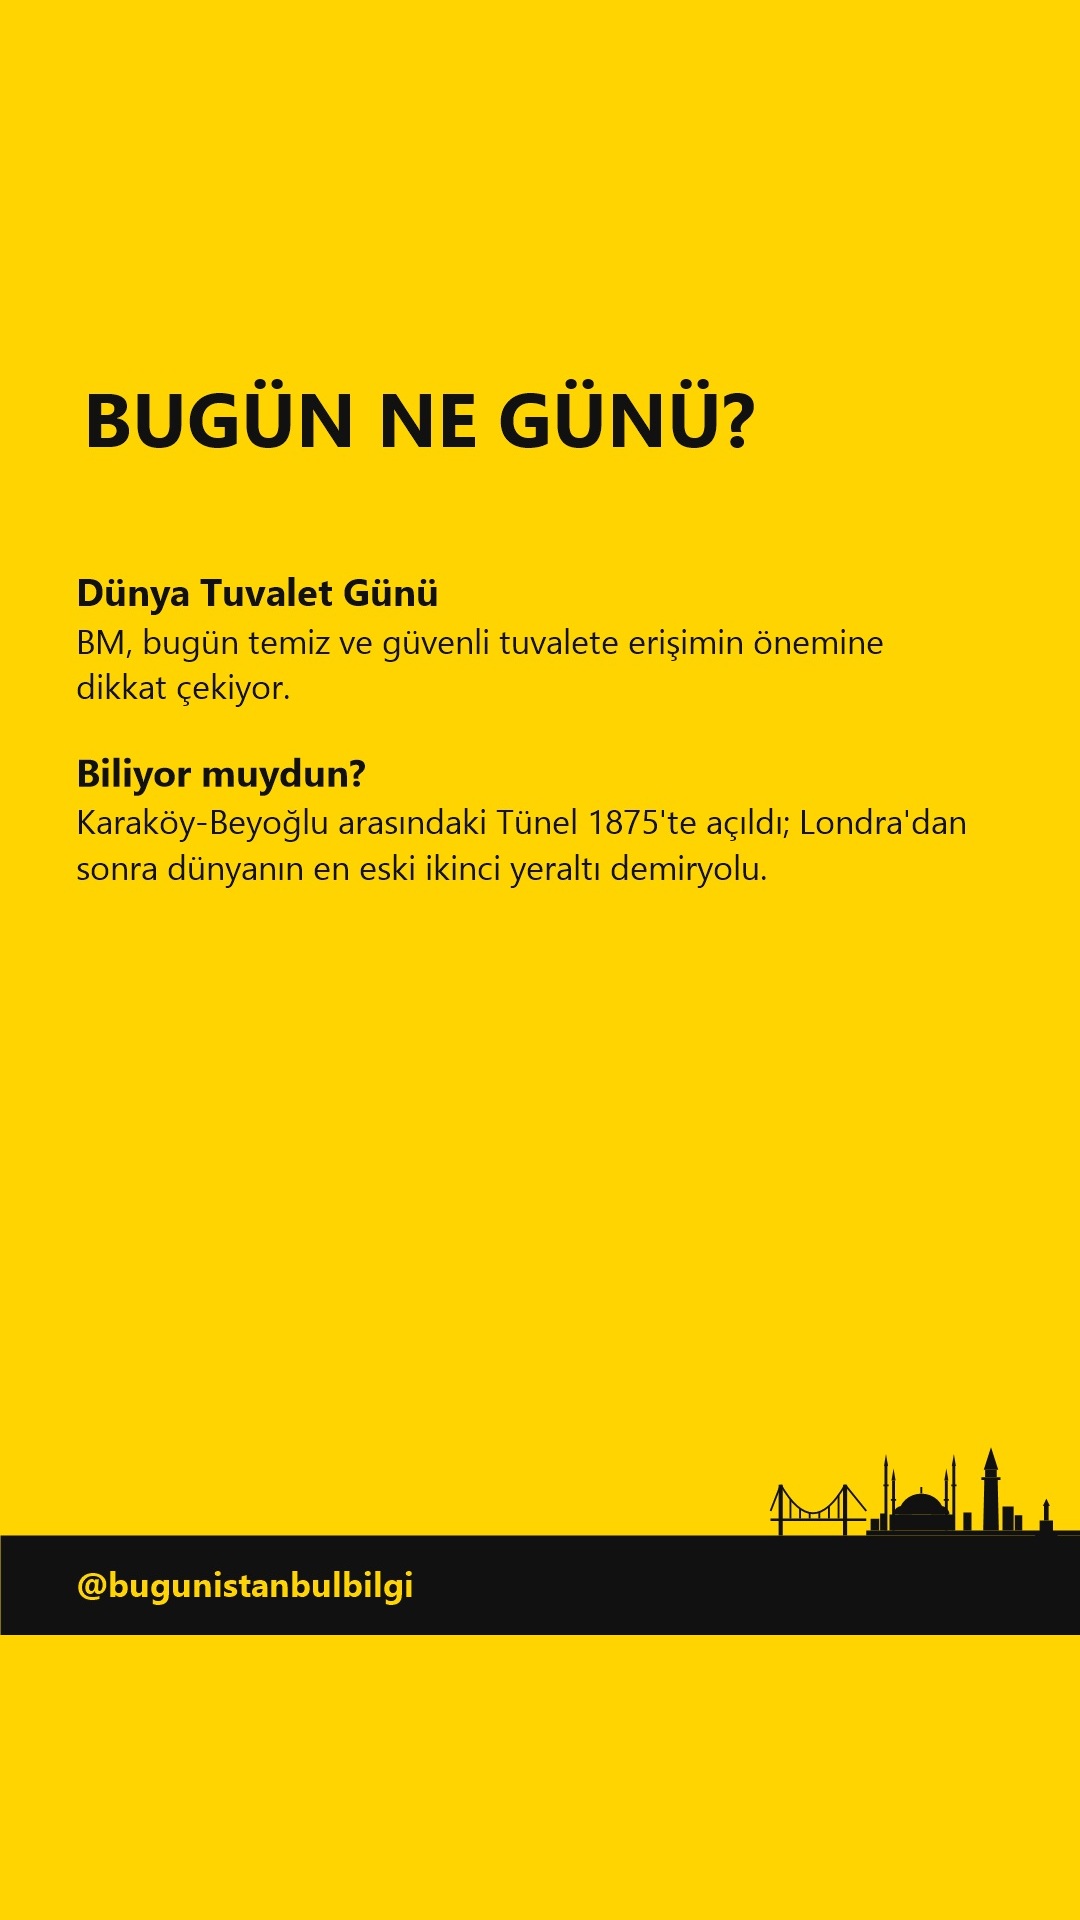 BUGÜN NE GÜNÜ?
Dünya Tuvalet Günü
BM, bugün temiz ve güvenli tuvalete erişimin önemine
dikkat çekiyor.
Biliyor muydun?
Karaköy-Beyoğlu arasındaki Tünel 1875'te açıldı; Londra'dan
sonra dünyanın en eski ikinci yeraltı demiryolu.
@bugunistanbulbilgi